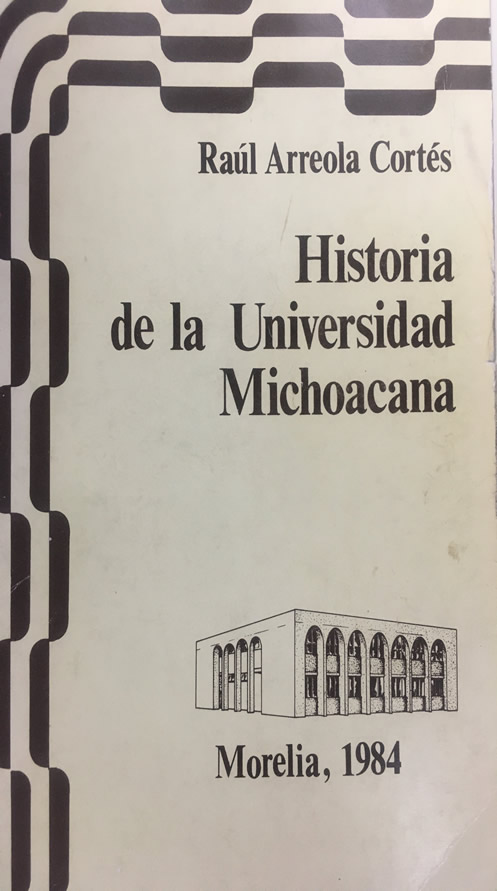 Raúl Arreola Cortés
Historia
de la Universidad
Michoacana
Morelia, 1984